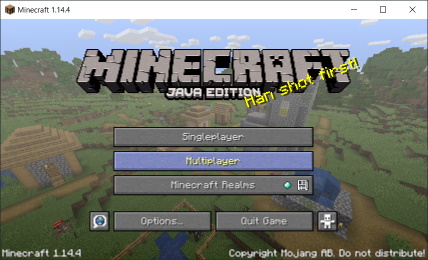 Minecraft 1.14.4
MINECRAFT
JAVA EDITION
Han shot first!
Singleplayer
Multiplayer
Minecraft Realms
Options...
Quit Game
Minecraft 1.14.4
Copyright Mojang AB. Do not distribute!